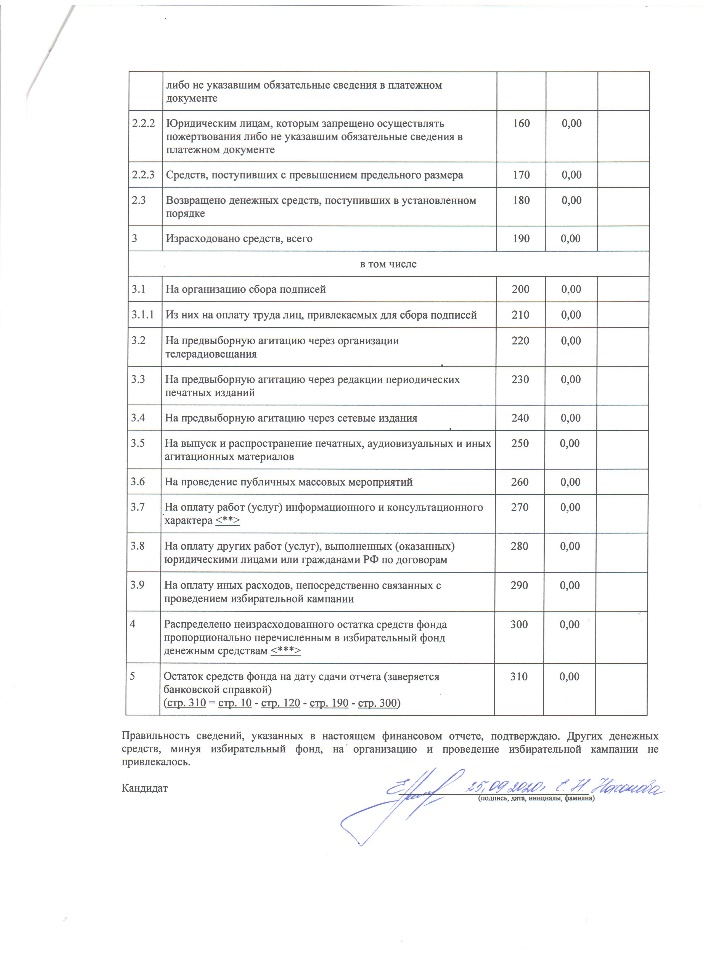 либо не указавшим обязательные сведения в платежном
документе
2.2.2 Юридическим лицам, которым запрещено осуществлять 160 0,00
пожертвования либо не указавшим обязательные сведения в
платежном документе
2.2.3 Средств, поступивших с превышением предельного размера 170 0,00
2.3 Возвращено денежных средств, поступивших в установленном 180 0,00
порядке
3 Израсходовано средств, всего 190 0,00
в том числе
3.1 На организацию сбора подписей 200 0,00
3.1.1 Из них на оплату труда лиц, привлекаемых для сбора подписей 210 0,00
3.2 На предвыборную агитацию через организации 220 0,00
телерадиовещания
3.3 На предвыборную агитацию через редакции периодических 230 0,00
печатных изданий
3.4 На предвыборную агитацию через сетевые издания 240 0,00
3.5 На выпуск и распространение печатных, аудиовизуальных и иных 250 0,00
агитационных материалов
3.6 На проведение публичных массовых мероприятий 260 0,00
3.7 На оплату работ (услуг) информационного и консультационного 270 0,00
характера <**>
3.8 На оплату других работ (услуг), выполненных (оказанных) 280 0,00
юридическими лицами или гражданами РФ по договорам
3.9 На оплату иных расходов, непосредственно связанных с 290 0,00
проведением избирательной кампании
4 Распределено неизрасходованного остатка средств фонда 300 0,00
пропорционально перечисленным в избирательный фонд
денежным средствам <***>
5 Остаток средств фонда на дату сдачи отчета (заверяется 310 0,00
банковской справкой)
(стр. 310 = стр. 10 - стр. 120 - стр. 190 - стр. 300)
Правильность сведений, указанных в настоящем финансовом отчете, подтверждаю. Других денежных
средств, минуя избирательный фонд, на организацию и проведение избирательной кампании не
привлекалось.
Кандидат 25.09.2020г. Е. Н.
(подпись, дата, инициалы, фамилия)